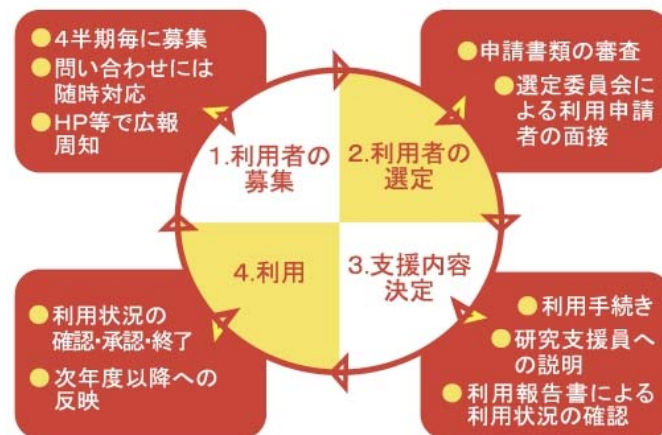 ●4半期毎に募集
●問い合わせには
随時対応
●HP等で広報
周知
●申請書類の審査
●選定委員会に
よる利用申請
者の面接
1.利用者の
募集
2.利用者の
選定
4.利用
3.支援内容
決定
●利用状況の
確認・承認・終了
●次年度以降への
反映
●利用手続き
●研究支援員へ
の説明
●利用報告書による
利用状況の確認